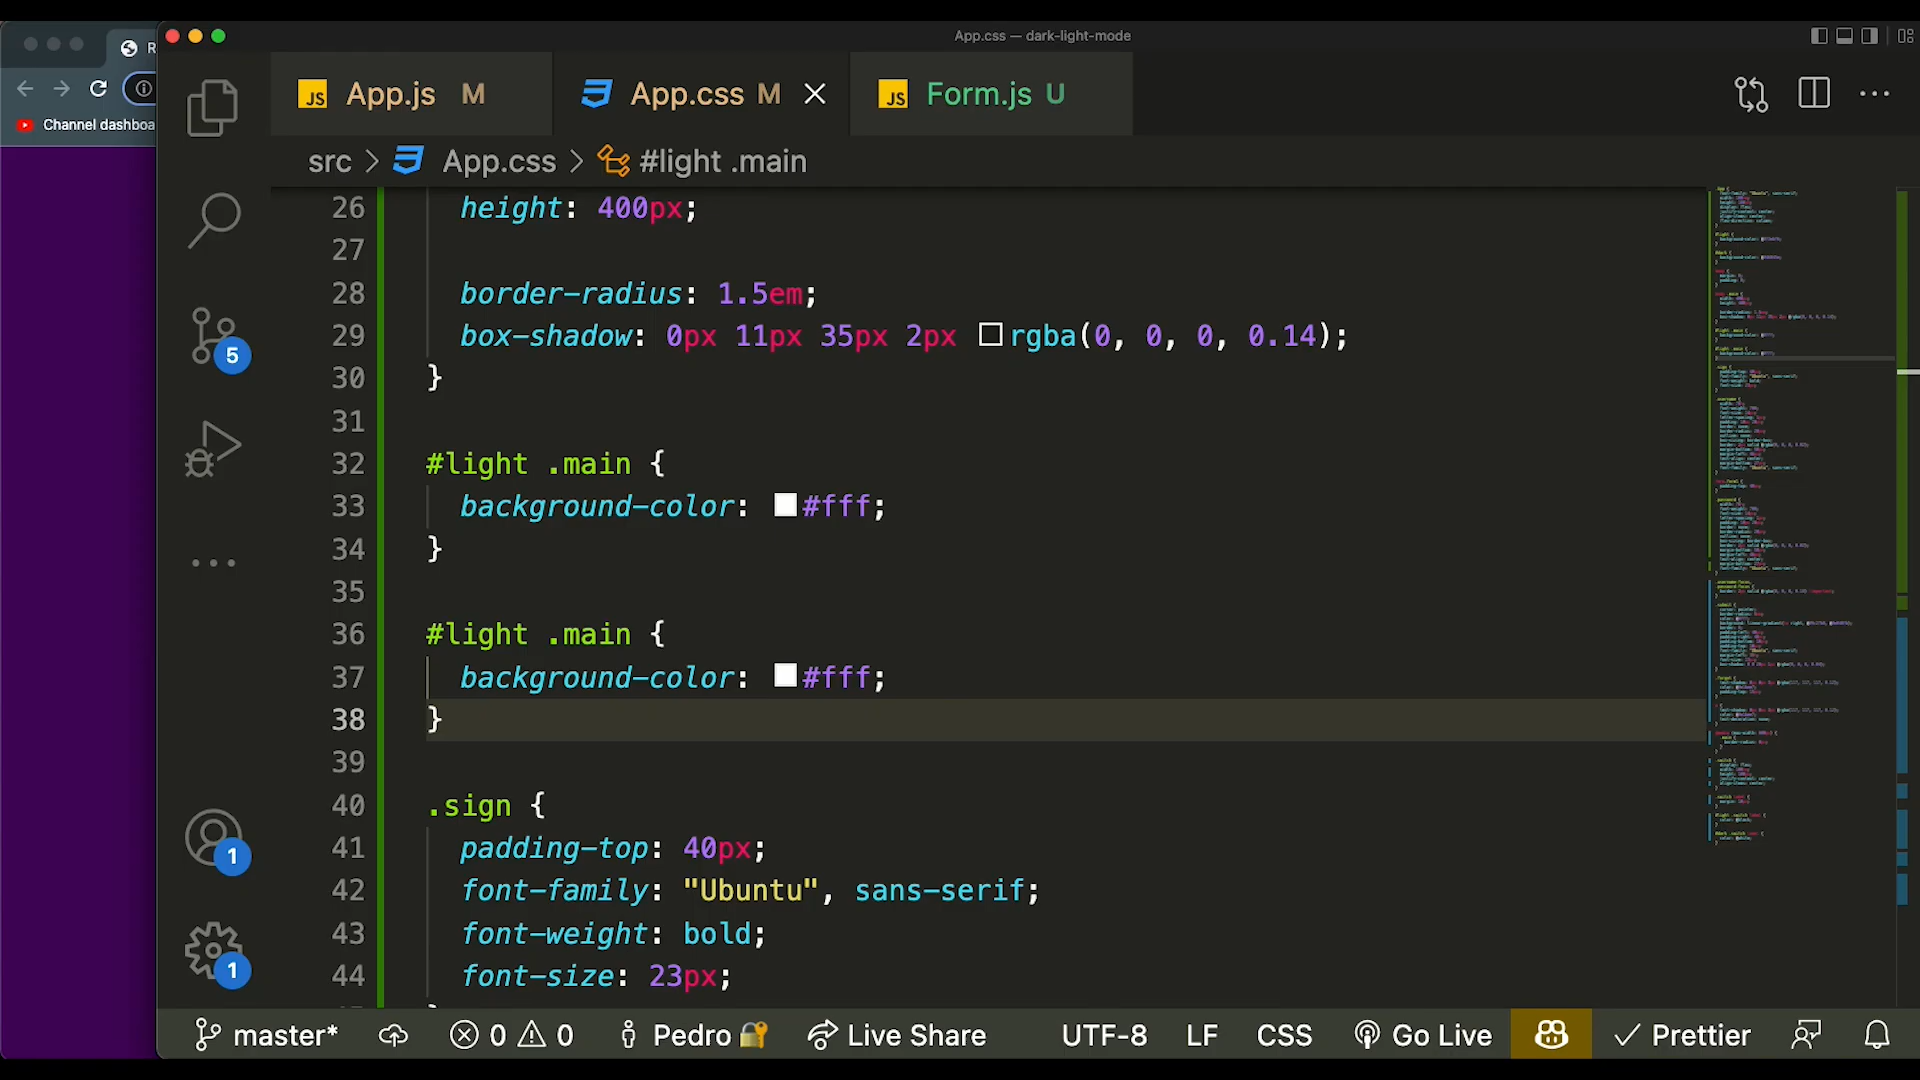 App.css — dark-light-mode
R
Channel dashboa
JS App.js M
App.css M
JS Form.js U
src > App.css > #light .main
26 height: 400px;
27
28 border-radius: 1.5em;
29 box-shadow: 0px 11px 35px 2px rgba(0, 0, 0, 0.14);
30 }
31
32 #light .main {
33 background-color: #fff;
34 }
35
36 #light .main {
37 background-color: #fff;
38 }
39
40 .sign {
41 padding-top: 40px;
42 font-family: "Ubuntu", sans-serif;
43 font-weight: bold;
44 font-size: 23px;
5
1
1
master* 0 0 Pedro Live Share UTF-8 LF CSS Go Live Prettier